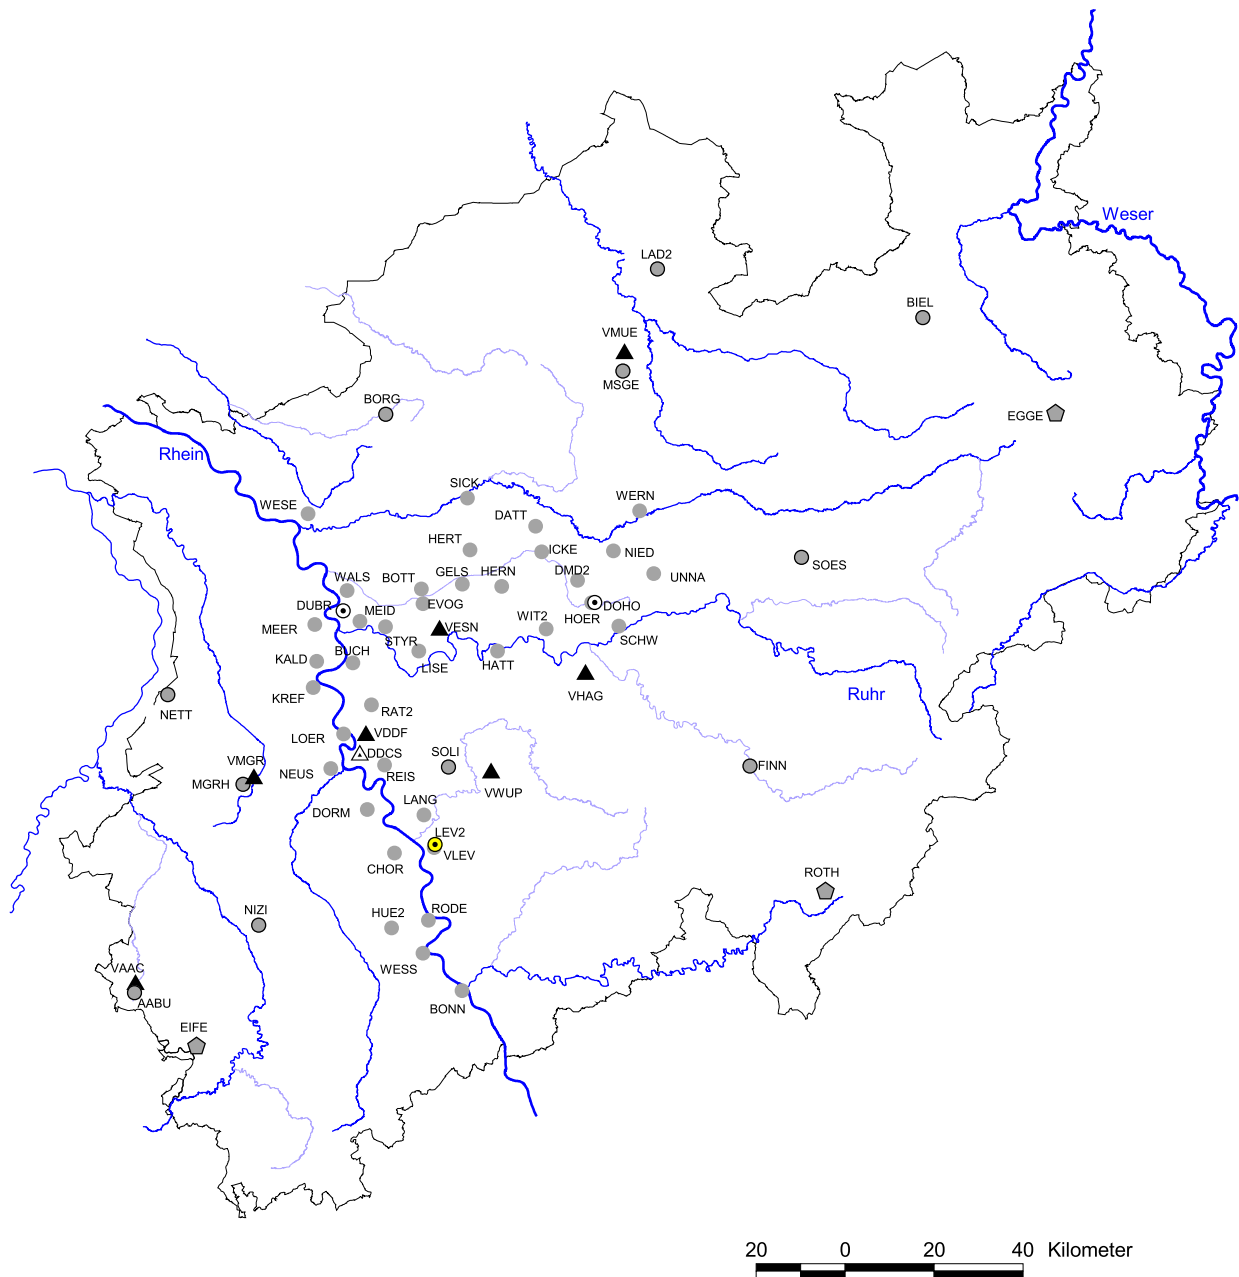 Weser
LAD2
BIEL
VMUE
MSGE
BORG
EGGE
Rhein
SICK
WERN
WESE
DATT
HERT
ICKE
NIED
SOES
WALS
BOTT
GELS
HERN
DMD2
UNNA
DUBR
MEID
EVOG
DOHO
HOER
MEER
STYR
VESN
WIT2
SCHW
KALD
BUCH
LISE
HATT
VHAG
Ruhr
KREF
NETT
RAT2
LOER
VDDF
DDCS
SOLI
FINN
VMGR
MGRH
NEUS
REIS
VWUP
DORM
LANG
LEV2
VLEV
CHOR
ROTH
NIZI
HUE2
RODE
WESS
VAAC
AABU
BONN
EIFE
20 0 20 40 Kilometer